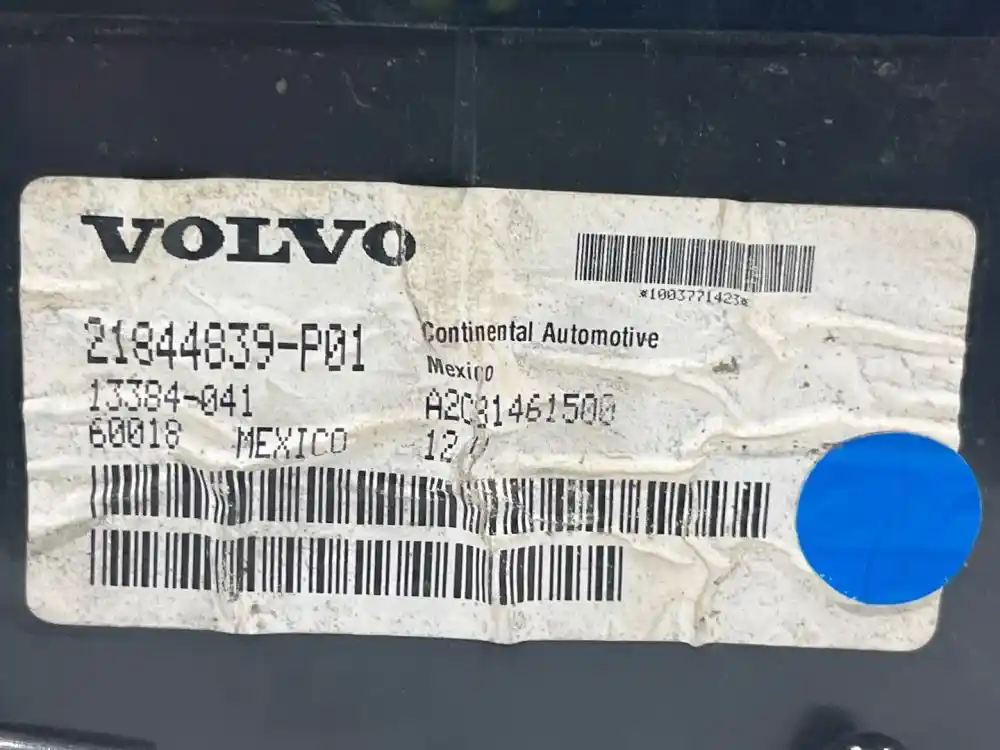 VOLVO
*1003771423*
21844839-P01
Continental Automotive
Mexico
13384-041
A2C81461500
60018 MEXICO